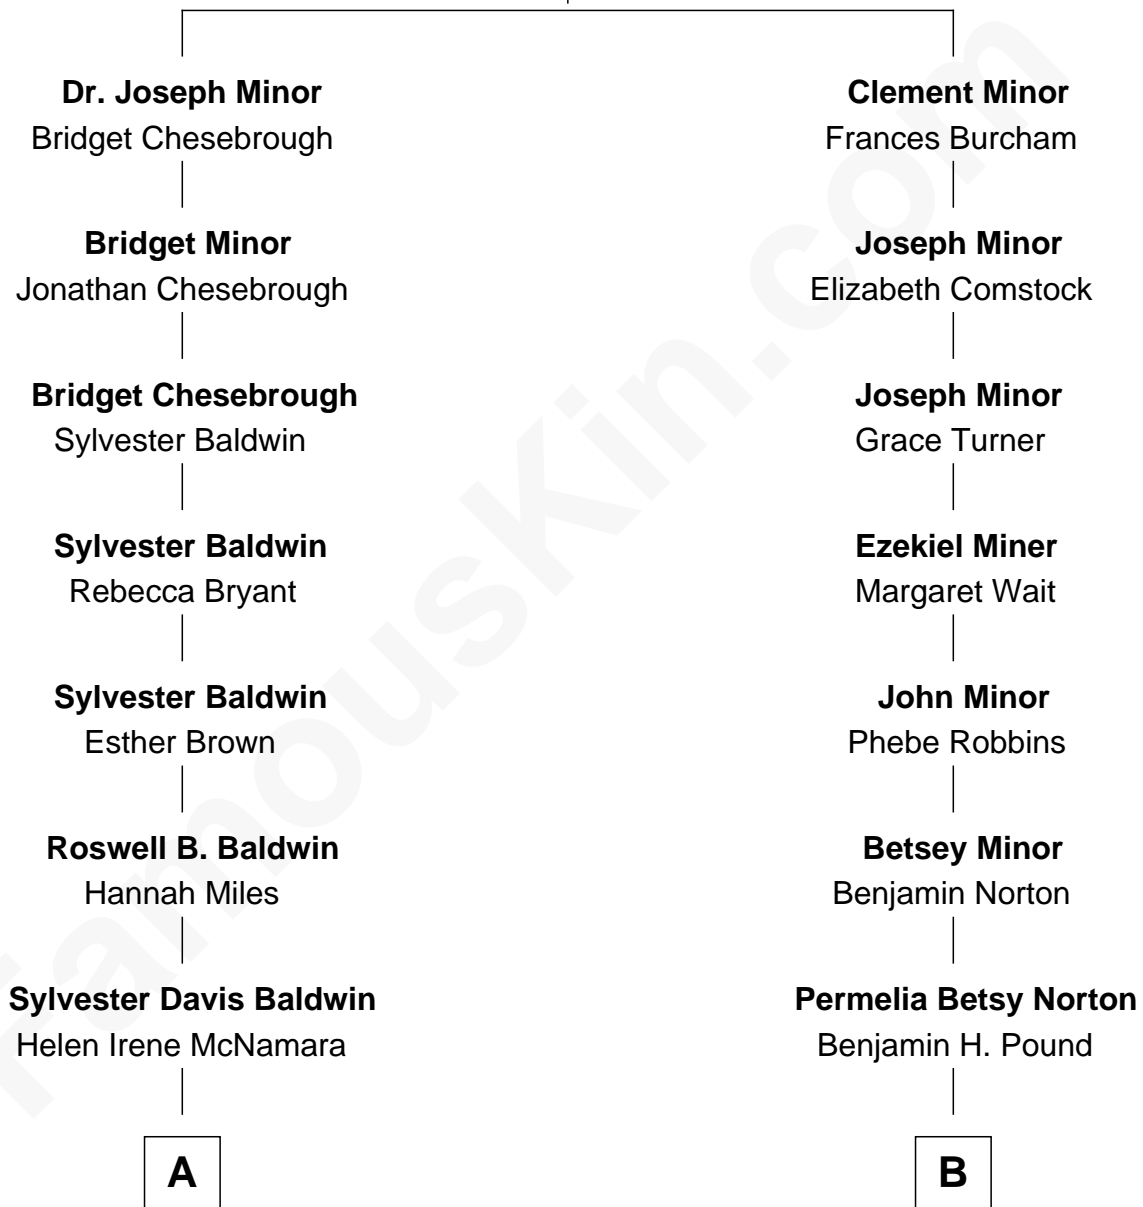 Dr. Joseph Minor
Bridget Chesebrough
Clement Minor
Frances Burcham
Bridget Minor
Jonathan Chesebrough
Joseph Minor
Elizabeth Comstock
Bridget Chesebrough
Sylvester Baldwin
Joseph Minor
Grace Turner
Sylvester Baldwin
Rebecca Bryant
Ezekiel Miner
Margaret Wait
Sylvester Baldwin
Esther Brown
John Minor
Phebe Robbins
Roswell B. Baldwin
Hannah Miles
Betsey Minor
Benjamin Norton
Sylvester Davis Baldwin
Helen Irene McNamara
Permelia Betsy Norton
Benjamin H. Pound
A
B
famouskin.com